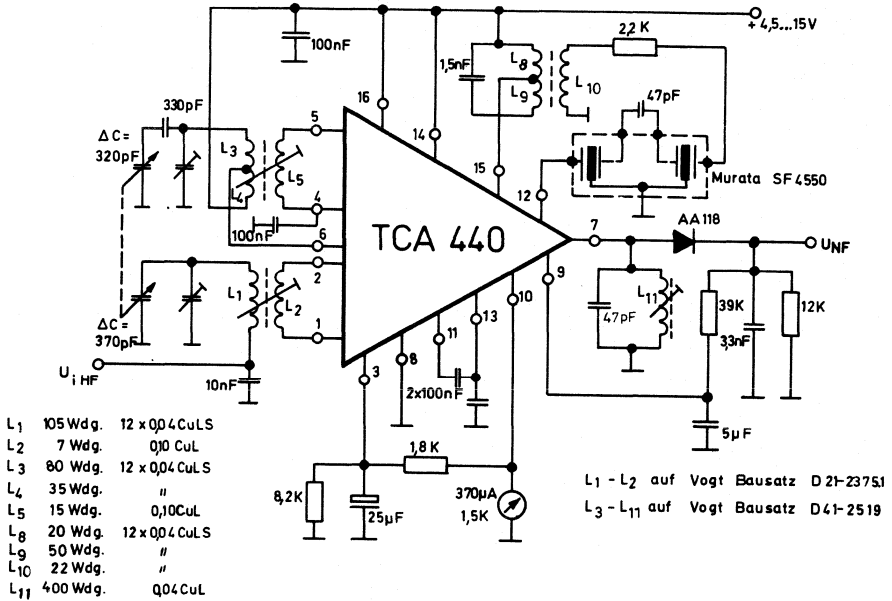 + 4,5...15V
100nF
2,2 K
L8
1,5nF
L9
L10
47pF
330pF
16
5
14
ΔC=
320pF
L3
L4
L5
15
12
Murata SF 4550
4
100nF
6
TCA 440
7
AA 118
UNF
2
9
L1
L2
10
ΔC=
370pF
1
13
11
47pF
L11
39K
3,3nF
12K
Ui HF
10nF
3
8
2x100nF
5µF
1,8K
8,2K
25µF
370µA
1,5K
L1 105 Wdg. 12 x 0,04 CuLS
L2 7 Wdg. 0,10 CuL
L3 80 Wdg. 12 x 0,04 CuLS
L4 35 Wdg. "
L5 15 Wdg. 0,10 CuL
L8 20 Wdg. 12 x 0,04 CuLS
L9 50 Wdg. "
L10 22 Wdg. "
L11 400 Wdg. 0,04 CuL
L1 - L2 auf Vogt Bausatz D21-2375.1
L3 - L11 auf Vogt Bausatz D41-2519